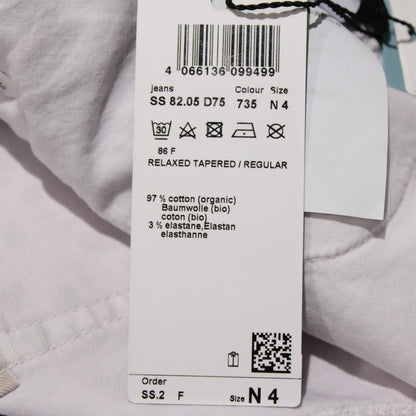 4 066136 099499
jeans Colour Size
SS 82.05 D75 735 N 4
30
86 F
RELAXED TAPERED / REGULAR
97 % cotton (organic)
Baumwolle (bio)
coton (bio)
3 % elastane,Elastan
elasthanne
Order
SS.2 F Size N 4